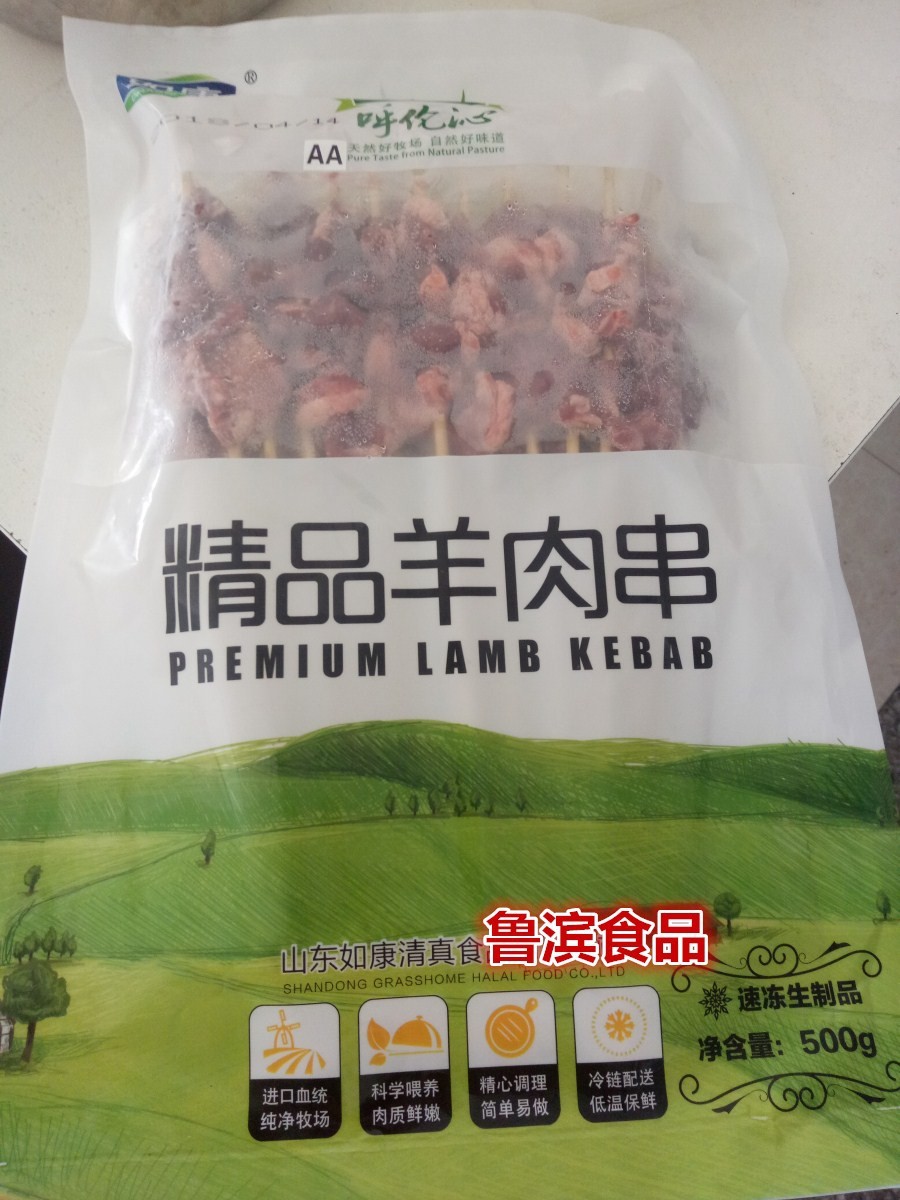 ®
018/04/14
呼伦沁
天然好牧场 自然好味道
AA
Pure Taste from Natural Pasture
精品羊肉串
PREMIUM LAMB KEBAB
鲁滨食品
山东如康清真食
SHANDONG GRASSHOME HALAL FOOD CO.,LTD
速冻生制品
净含量：500g
进口血统
纯净牧场
科学喂养
肉质鲜嫩
精心调理
简单易做
冷链配送
低温保鲜